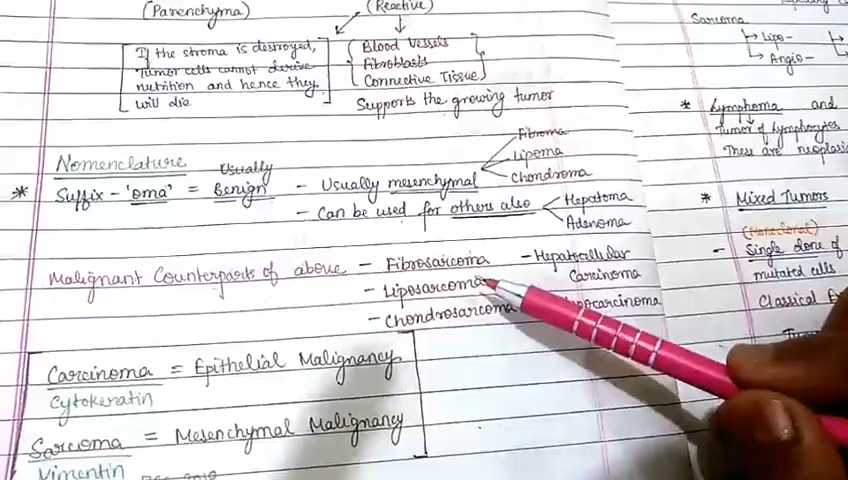 (Parenchyma)
(Reactive)
If the stroma is destroyed,
Tumor cells cannot derive
nutrition and hence they
will die
Blood Vessels
Fibroblasts
Connective Tissue
Supports the growing tumor
Nomenclature
Usually
* Suffix - 'oma' = Benign - Usually mesenchymal
Fibroma
Lipoma
Chondroma
- Can be used for others also
Hepatoma
Adenoma
Malignant Counterparts of above - Fibrosarcoma - Hepatocellular
Carcinoma
- Liposarcoma
- Chondrosarcoma
Carcinoma = Epithelial Malignancy
Cytokeratin
Sarcoma = Mesenchymal Malignancy
Vimentin
Sarcoma
Lipo-
Angio-
* Lymphoma and
Tumor of Lymphocytes
These are
* Mixed Tumors
(Monoclonal)
- Single clone of
mutated cells
Classical